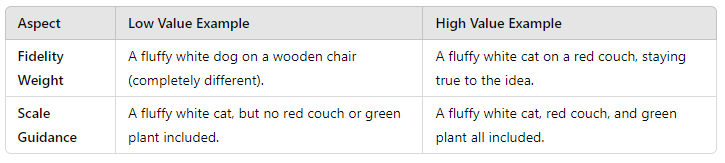 Aspect Low Value Example High Value Example
Fidelity Weight A fluffy white dog on a wooden chair (completely different). A fluffy white cat on a red couch, staying true to the idea.
Scale Guidance A fluffy white cat, but no red couch or green plant included. A fluffy white cat, red couch, and green plant all included.